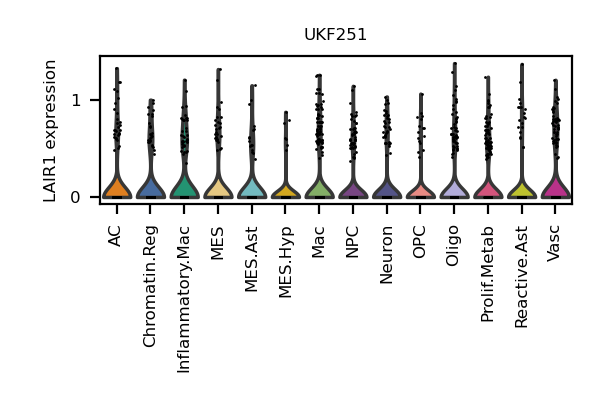 UKF251
LAIR1 expression
1
0
AC
Chromatin.Reg
Inflammatory.Mac
MES
MES.Ast
MES.Hyp
Mac
NPC
Neuron
OPC
Oligo
Prolif.Metab
Reactive.Ast
Vasc